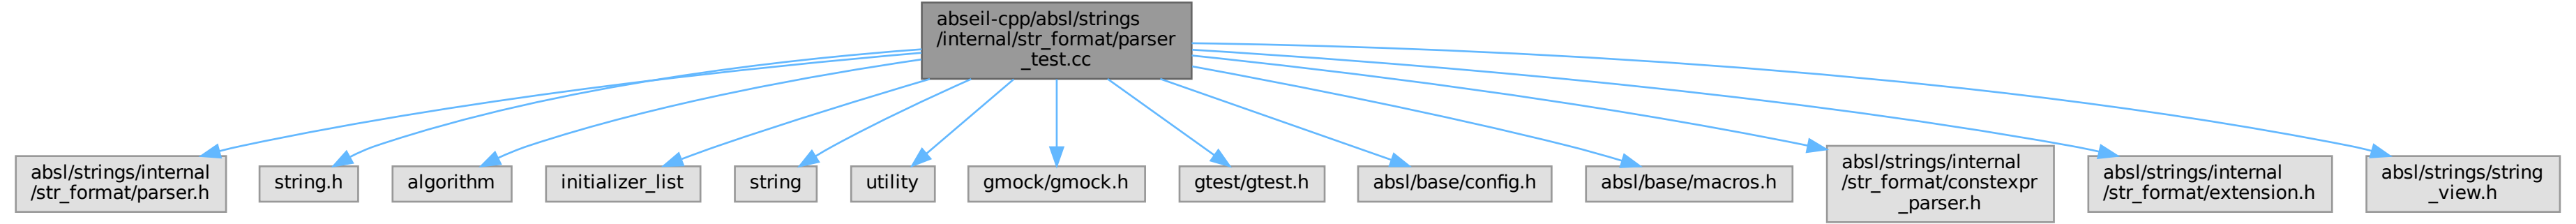 abseil-cpp/absl/strings
/internal/str_format/parser
_test.cc
absl/strings/internal
/str_format/parser.h
string.h
algorithm
initializer_list
string
utility
gmock/gmock.h
gtest/gtest.h
absl/base/config.h
absl/base/macros.h
absl/strings/internal
/str_format/constexpr
_parser.h
absl/strings/internal
/str_format/extension.h
absl/strings/string
_view.h